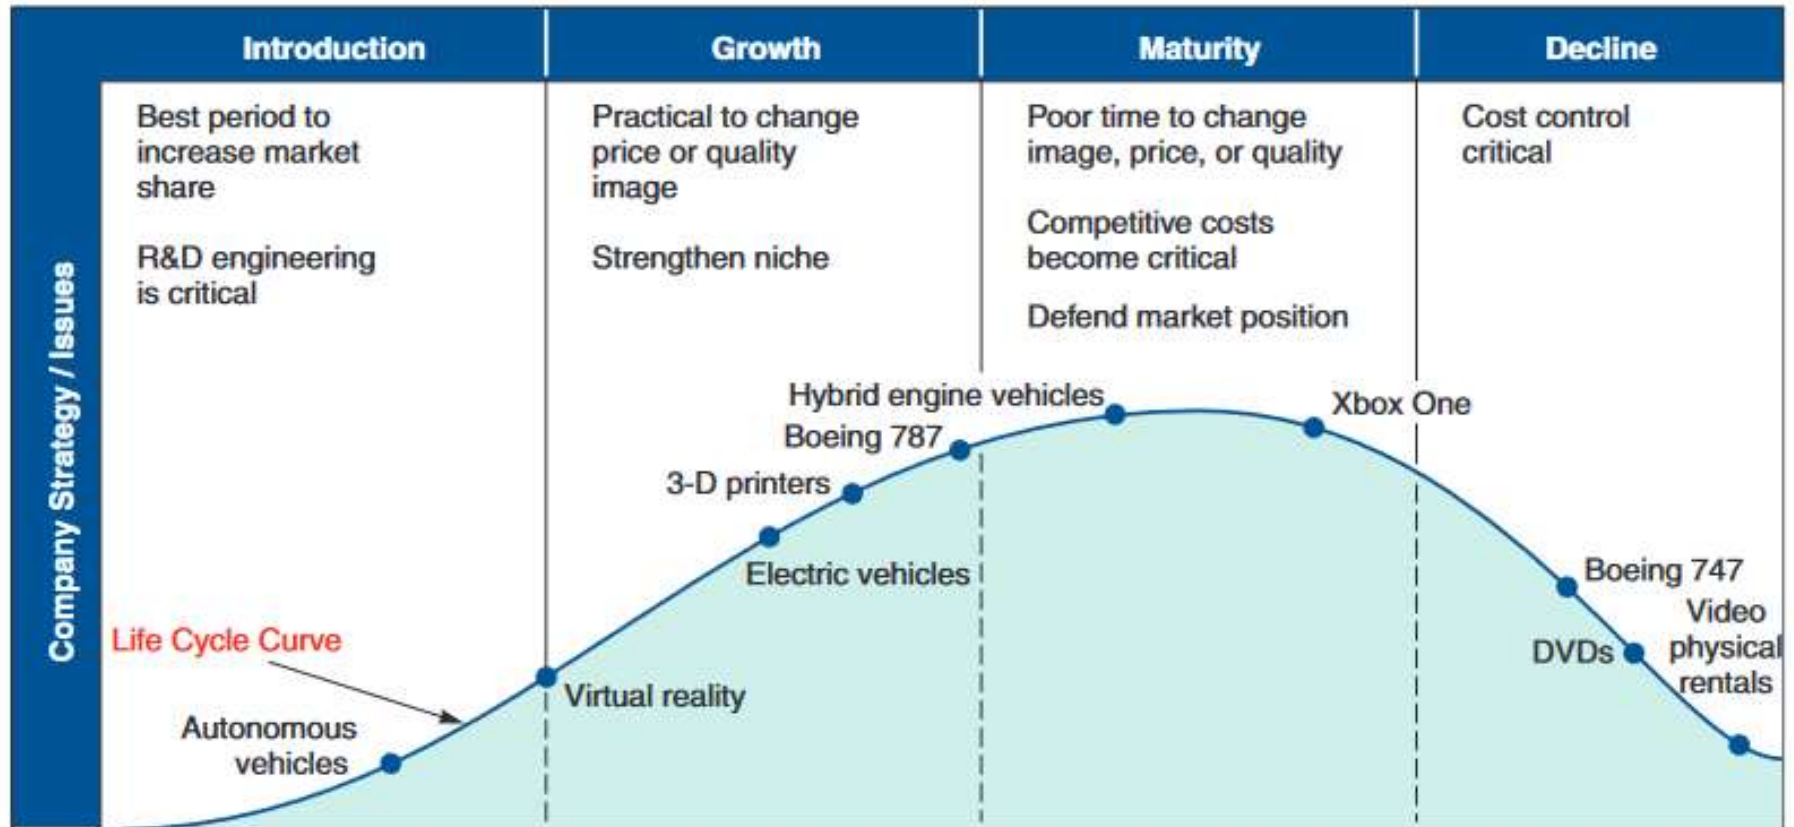 Introduction
Growth
Maturity
Decline
Company Strategy / Issues
Best period to
increase market
share
R&D engineering
is critical
Practical to change
price or quality
image
Strengthen niche
Poor time to change
image, price, or quality
Competitive costs
become critical
Defend market position
Cost control
critical
Life Cycle Curve
Autonomous
vehicles
Virtual reality
Electric vehicles
3-D printers
Boeing 787
Hybrid engine vehicles
Xbox One
Boeing 747
DVDs
Video
physical
rentals